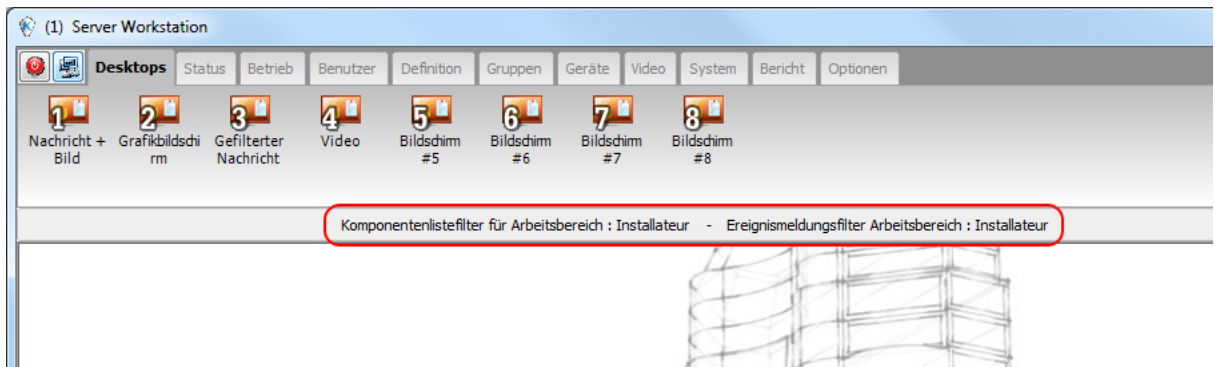 (1) Server Workstation
Desktops Status Betrieb Benutzer Definition Gruppen Geräte Video System Bericht Optionen
1 2 3 4 5 6 7 8
Nachricht + Grafikbildschi Gefilterter Video Bildschirm Bildschirm Bildschirm Bildschirm
Bild rm Nachricht #5 #6 #7 #8
Komponentenlistefilter für Arbeitsbereich : Installateur - Ereignismeldungsfilter Arbeitsbereich : Installateur